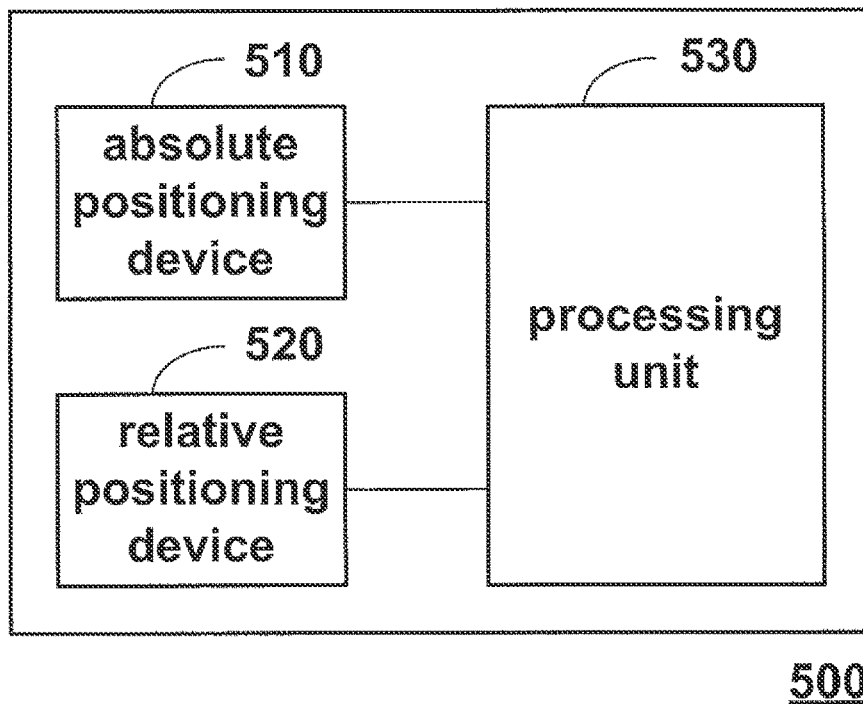 510
absolute
positioning
device
520
relative
positioning
device
530
processing
unit
500